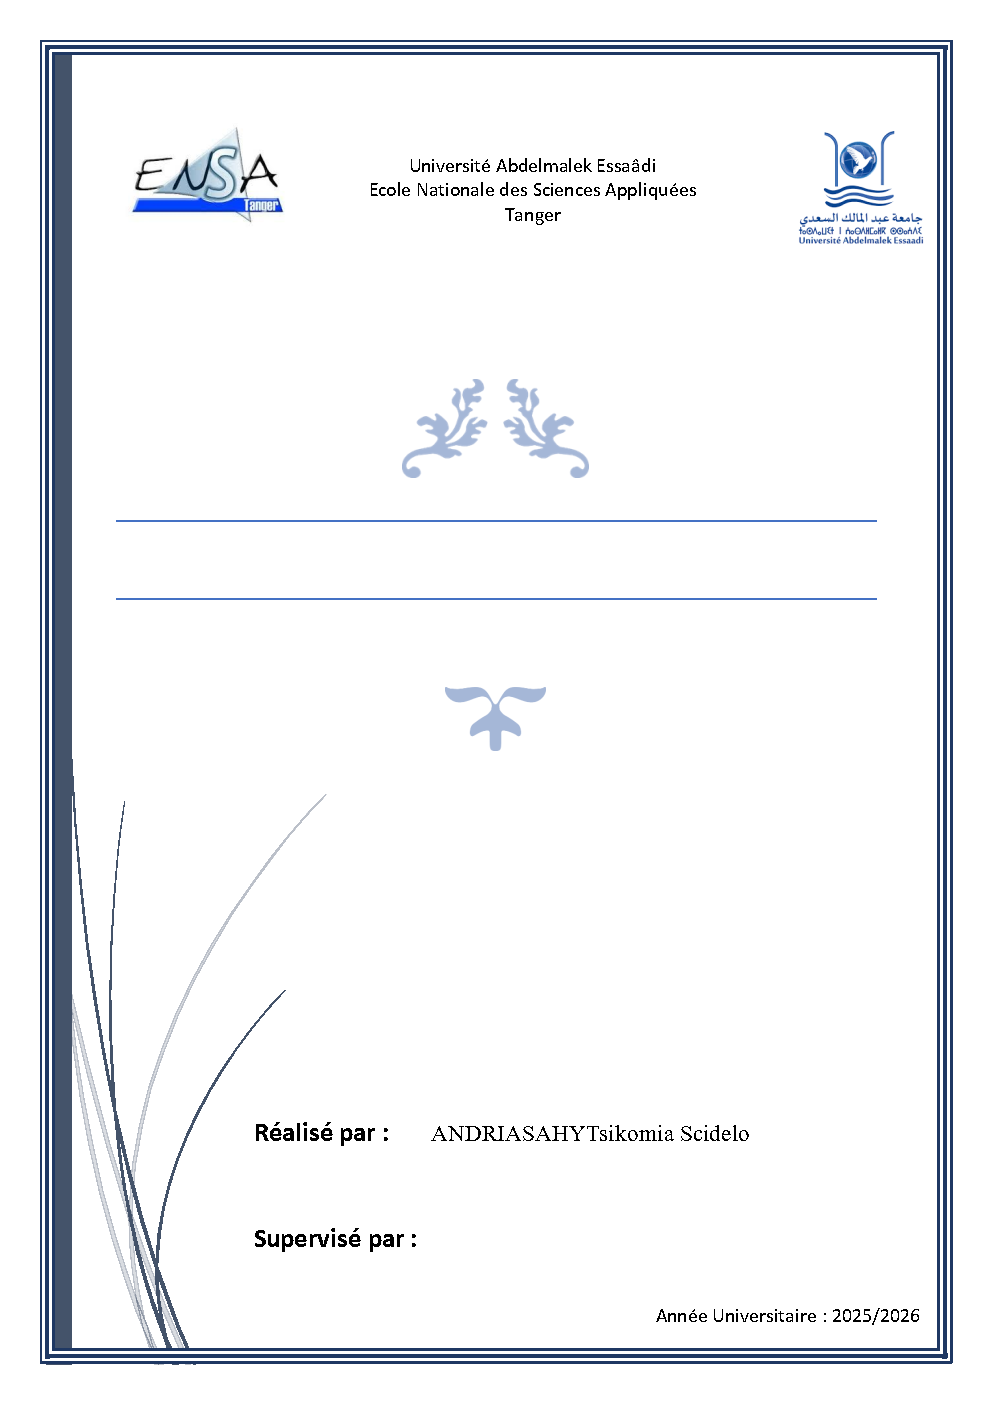 ENSA
Tanger
Université Abdelmalek Essaâdi
Ecole Nationale des Sciences Appliquées
Tanger
جامعة عبد المالك السعدي
Université Abdelmalek Essaadi
Réalisé par : ANDRIASAHYTsikomia Scidelo
Supervisé par :
Année Universitaire : 2025/2026